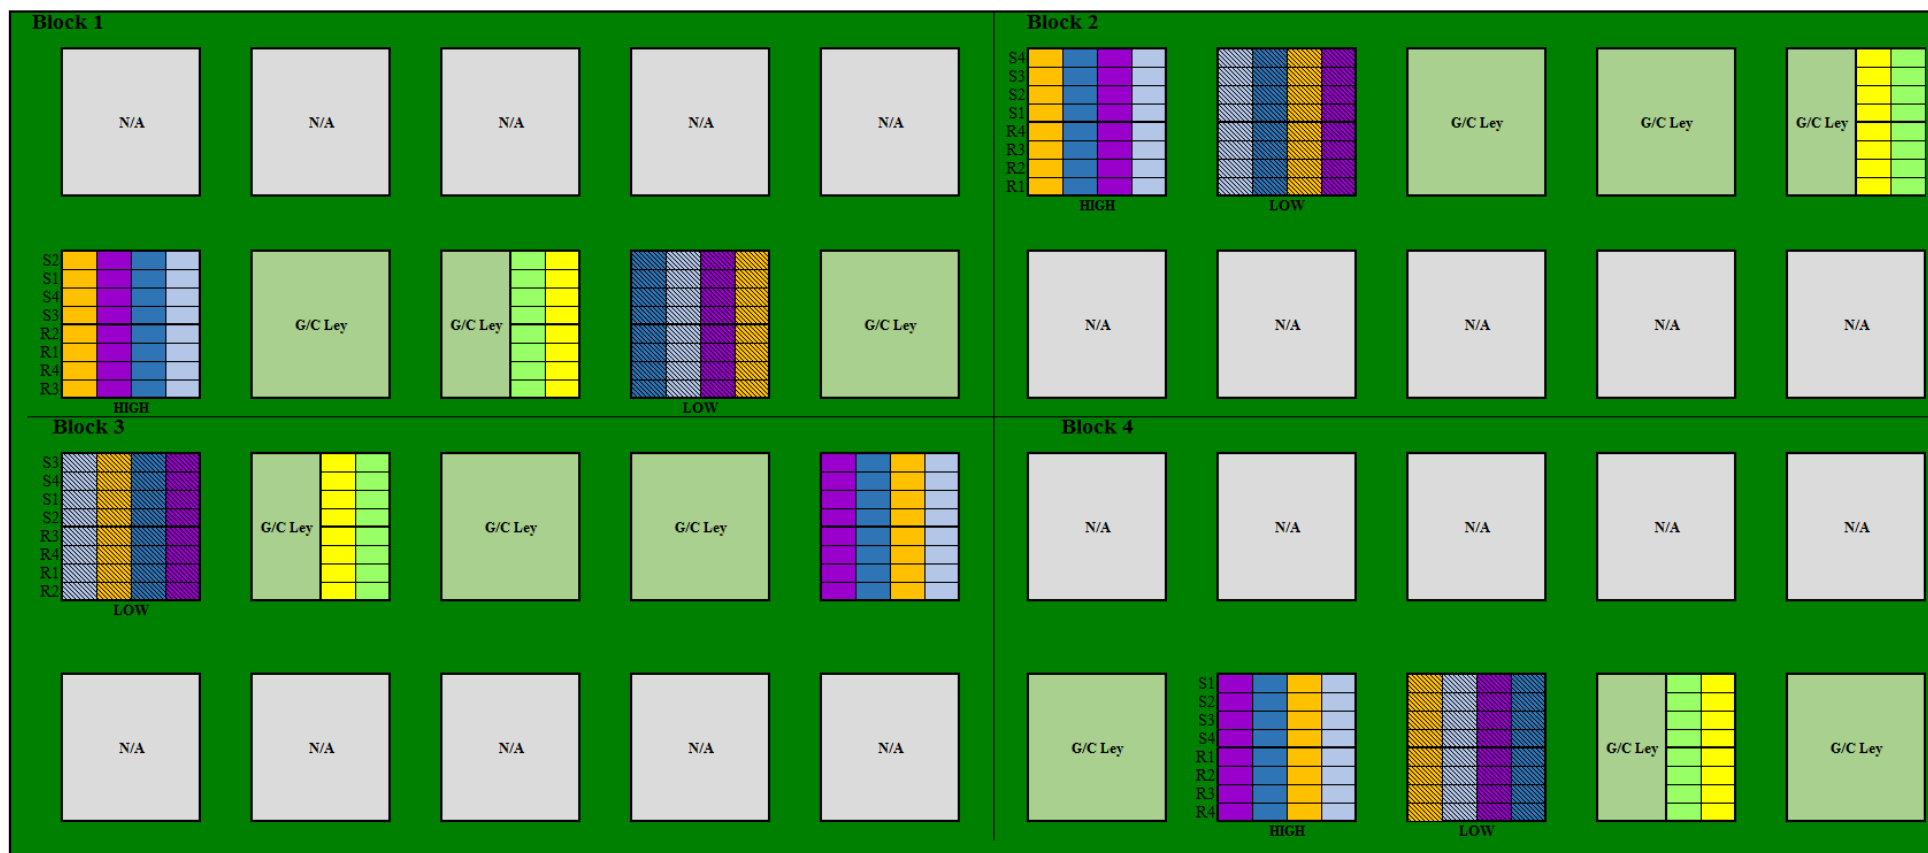 Block 1
N/A
N/A
N/A
N/A
N/A
S2
S1
S4
S3
R2
R1
R4
R3
G/C Ley
G/C Ley
G/C Ley
HIGH
LOW
Block 2
S4
S3
S2
S1
R4
R3
R2
R1
G/C Ley
G/C Ley
G/C Ley
HIGH
LOW
N/A
N/A
N/A
N/A
N/A
Block 3
S3
S4
S1
S2
R3
R4
R1
R2
G/C Ley
G/C Ley
G/C Ley
LOW
N/A
N/A
N/A
N/A
N/A
Block 4
N/A
N/A
N/A
N/A
N/A
G/C Ley
S1
S2
S3
S4
R1
R2
R3
R4
G/C Ley
G/C Ley
HIGH
LOW